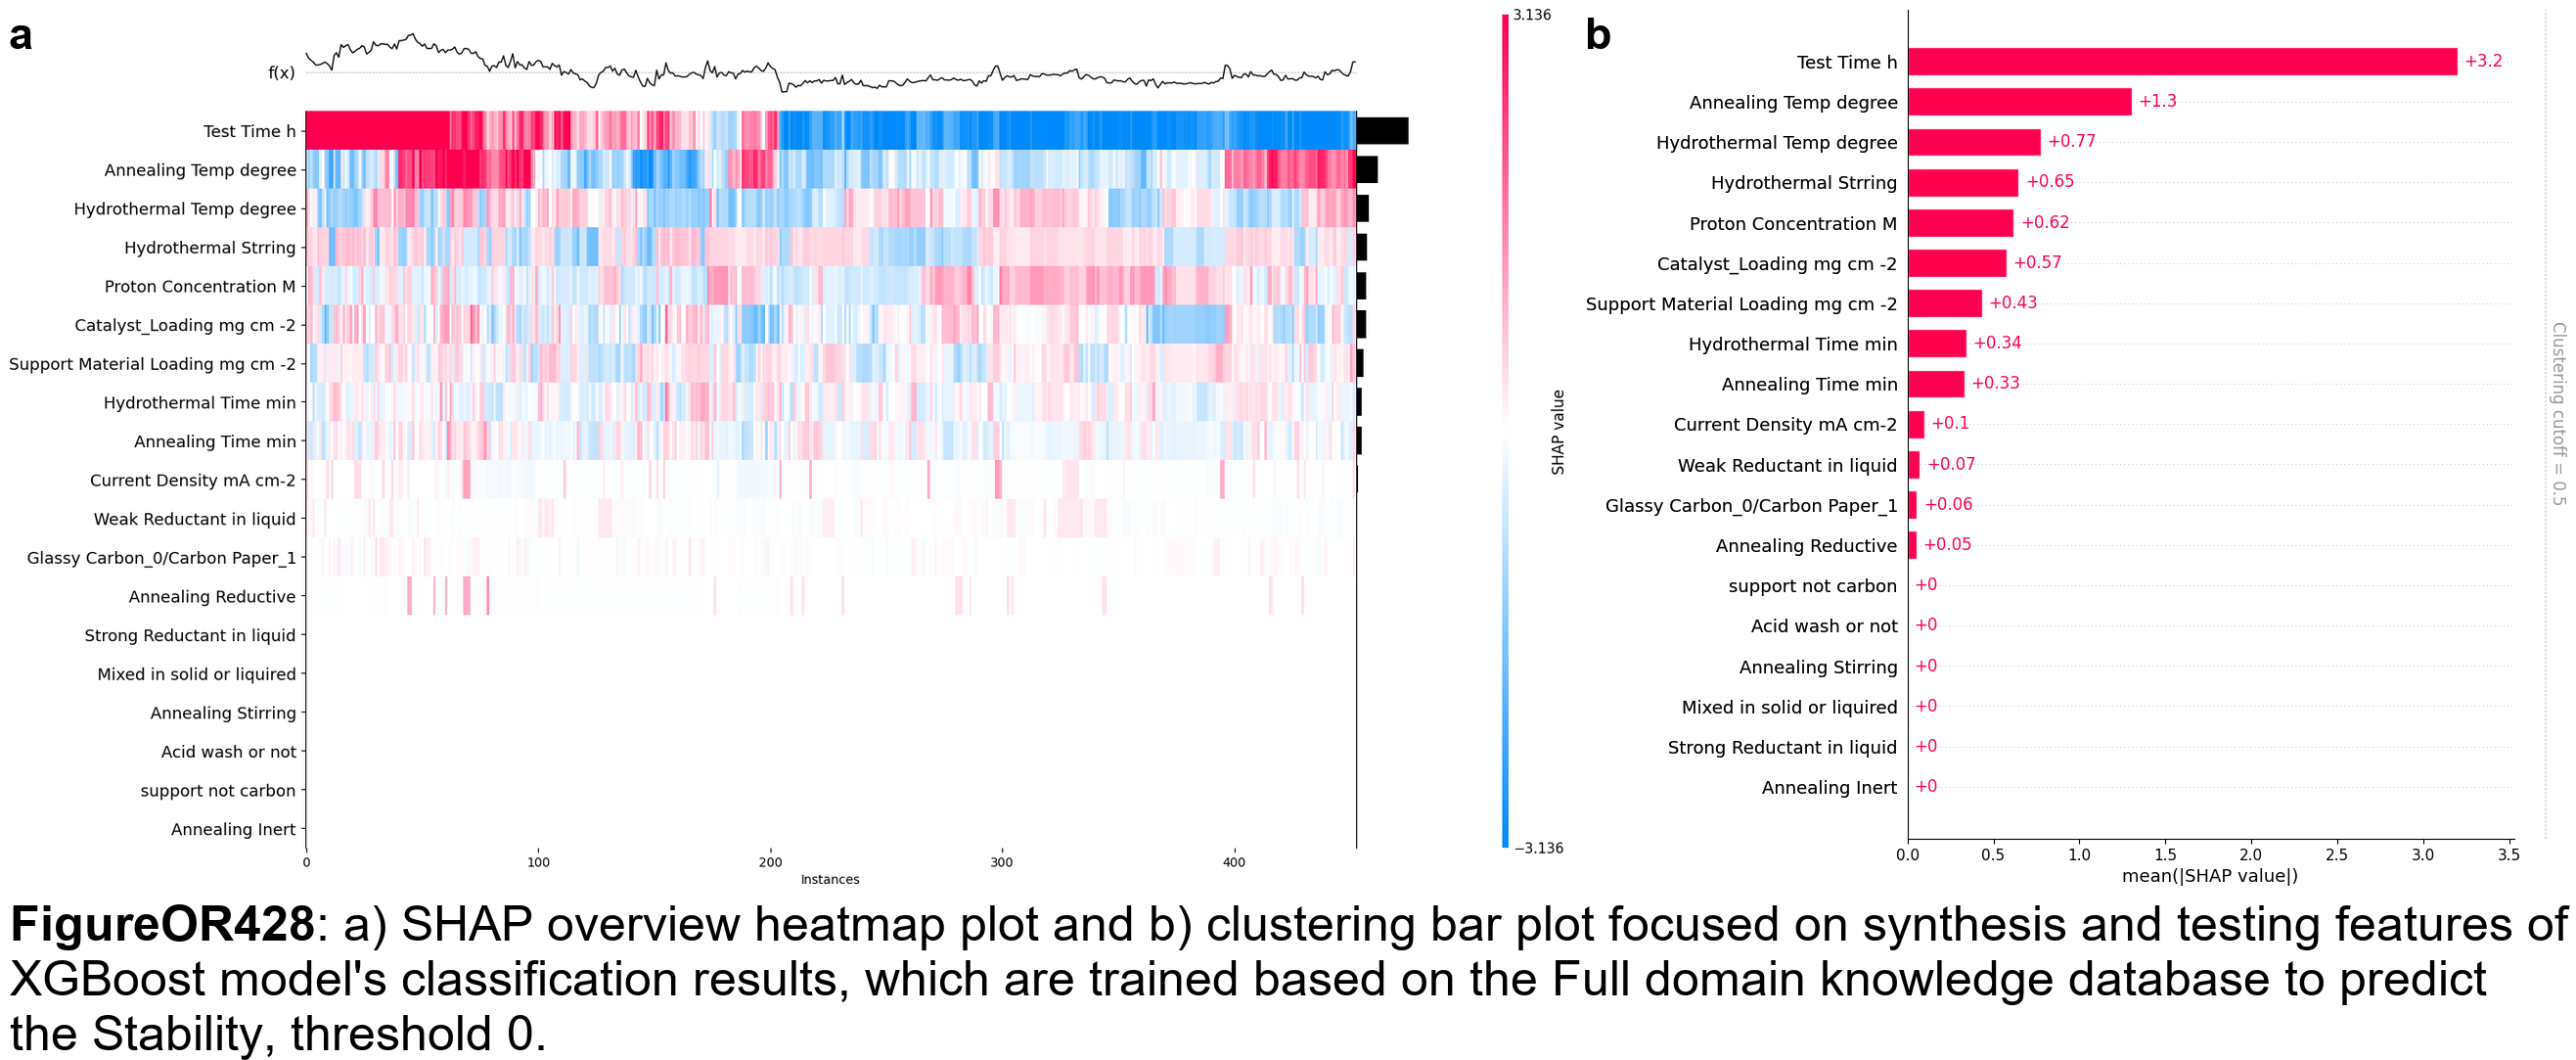 a
f(x)
Test Time h
Annealing Temp degree
Hydrothermal Temp degree
Hydrothermal Strring
Proton Concentration M
Catalyst_Loading mg cm -2
Support Material Loading mg cm -2
Hydrothermal Time min
Annealing Time min
Current Density mA cm-2
Weak Reductant in liquid
Glassy Carbon_0/Carbon Paper_1
Annealing Reductive
Strong Reductant in liquid
Mixed in solid or liquired
Annealing Stirring
Acid wash or not
support not carbon
Annealing Inert
0 100 200 300 400
Instances
3.136
SHAP value
−3.136
b
Test Time h +3.2
Annealing Temp degree +1.3
Hydrothermal Temp degree +0.77
Hydrothermal Strring +0.65
Proton Concentration M +0.62
Catalyst_Loading mg cm -2 +0.57
Support Material Loading mg cm -2 +0.43
Hydrothermal Time min +0.34
Annealing Time min +0.33
Current Density mA cm-2 +0.1
Weak Reductant in liquid +0.07
Glassy Carbon_0/Carbon Paper_1 +0.06
Annealing Reductive +0.05
support not carbon +0
Acid wash or not +0
Annealing Stirring +0
Mixed in solid or liquired +0
Strong Reductant in liquid +0
Annealing Inert +0
0.0 0.5 1.0 1.5 2.0 2.5 3.0 3.5
mean(|SHAP value|)
Clustering cutoff = 0.5
FigureOR428: a) SHAP overview heatmap plot and b) clustering bar plot focused on synthesis and testing features of
XGBoost model's classification results, which are trained based on the Full domain knowledge database to predict
the Stability, threshold 0.